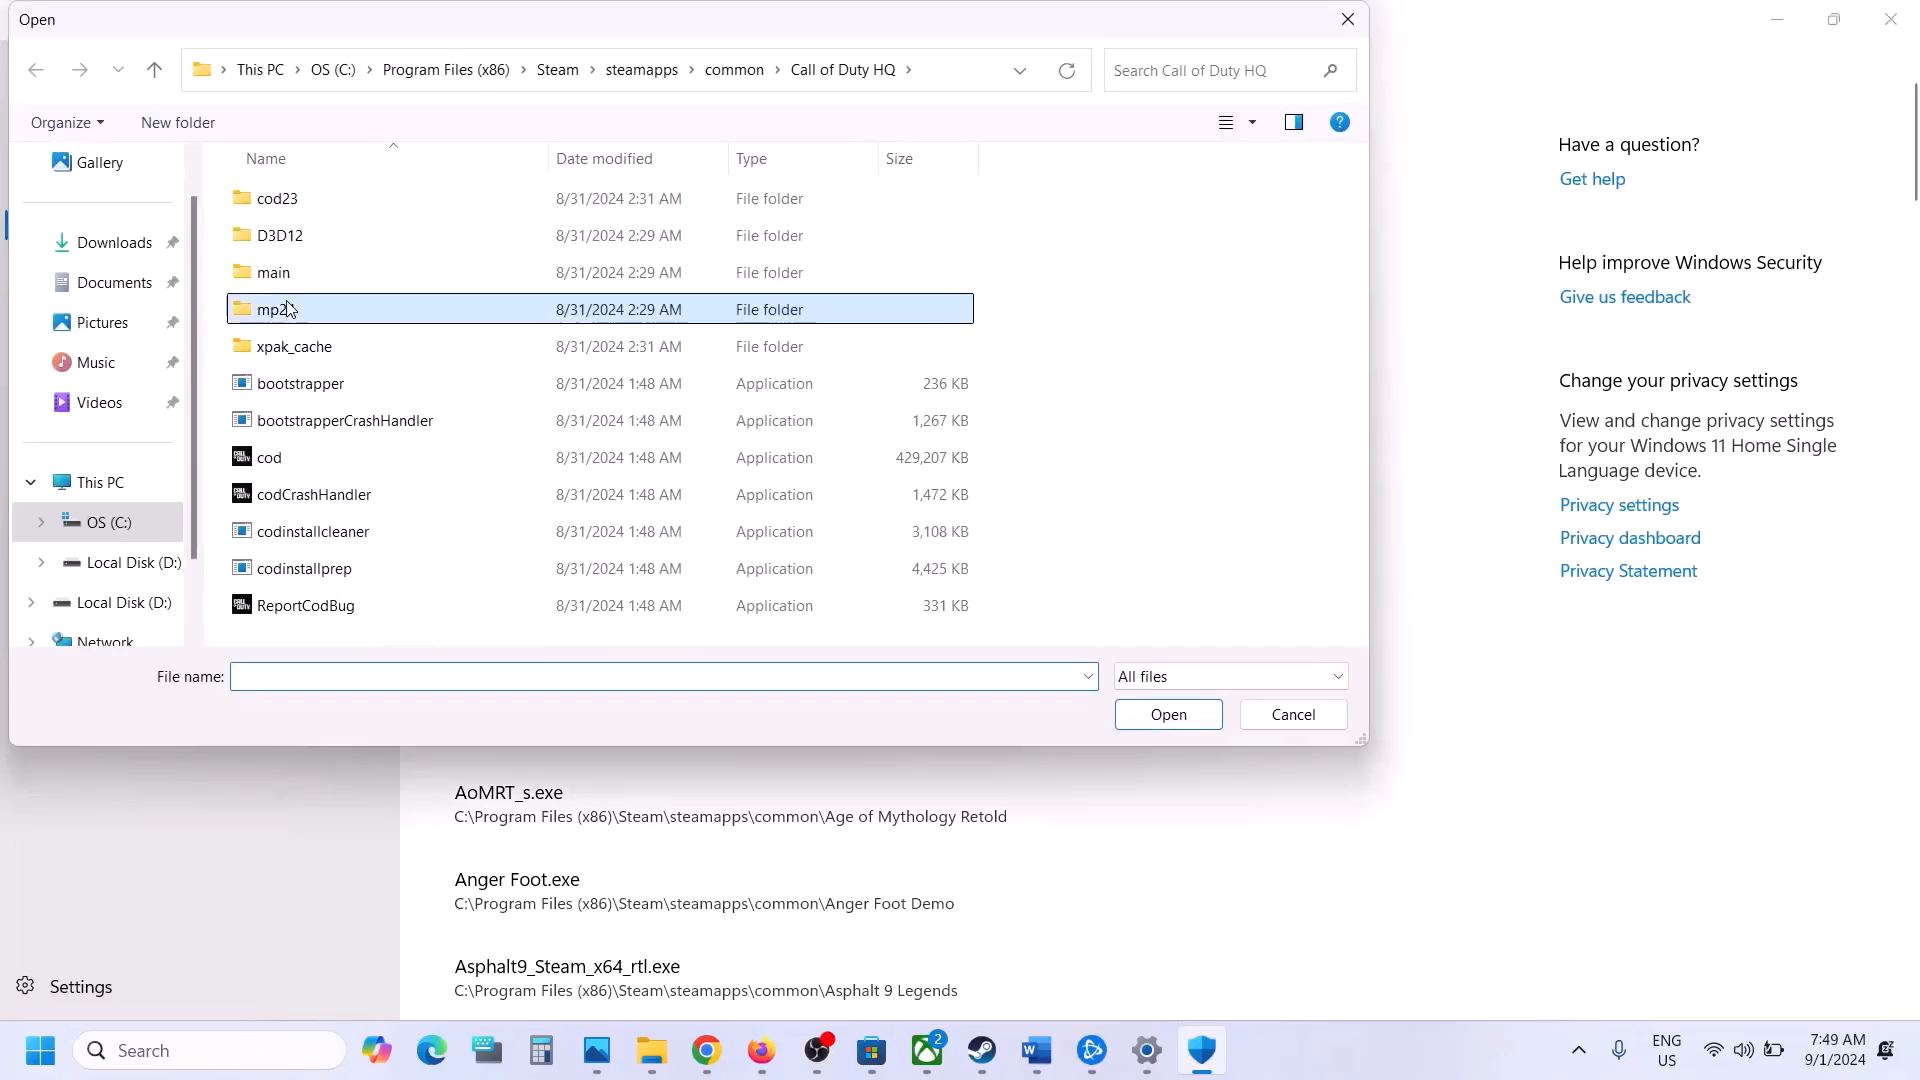 Open
This PC > OS (C:) > Program Files (x86) > Steam > steamapps > common > Call of Duty HQ >
Search Call of Duty HQ
Organize
New folder
Name
Date modified
Type
Size
Gallery
Downloads
Documents
Pictures
Music
Videos
This PC
OS (C:)
Local Disk (D:)
Local Disk (D:)
Network
cod23 8/31/2024 2:31 AM File folder
D3D12 8/31/2024 2:29 AM File folder
main 8/31/2024 2:29 AM File folder
8/31/2024 2:29 AM File folder
xpak_cache 8/31/2024 2:31 AM File folder
bootstrapper 8/31/2024 1:48 AM Application 236 KB
bootstrapperCrashHandler 8/31/2024 1:48 AM Application 1,267 KB
cod 8/31/2024 1:48 AM Application 429,207 KB
codCrashHandler 8/31/2024 1:48 AM Application 1,472 KB
codinstallcleaner 8/31/2024 1:48 AM Application 3,108 KB
codinstallprep 8/31/2024 1:48 AM Application 4,425 KB
ReportCodBug 8/31/2024 1:48 AM Application 331 KB
File name:
All files
Open
Cancel
Have a question?
Get help
Help improve Windows Security
Give us feedback
Change your privacy settings
View and change privacy settings
for your Windows 11 Home Single
Language device.
Privacy settings
Privacy dashboard
Privacy Statement
AoMRT_s.exe
C:\Program Files (x86)\Steam\steamapps\common\Age of Mythology Retold
Anger Foot.exe
C:\Program Files (x86)\Steam\steamapps\common\Anger Foot Demo
Asphalt9_Steam_x64_rtl.exe
C:\Program Files (x86)\Steam\steamapps\common\Asphalt 9 Legends
Settings
Search
2
ENG
US
7:49 AM
9/1/2024